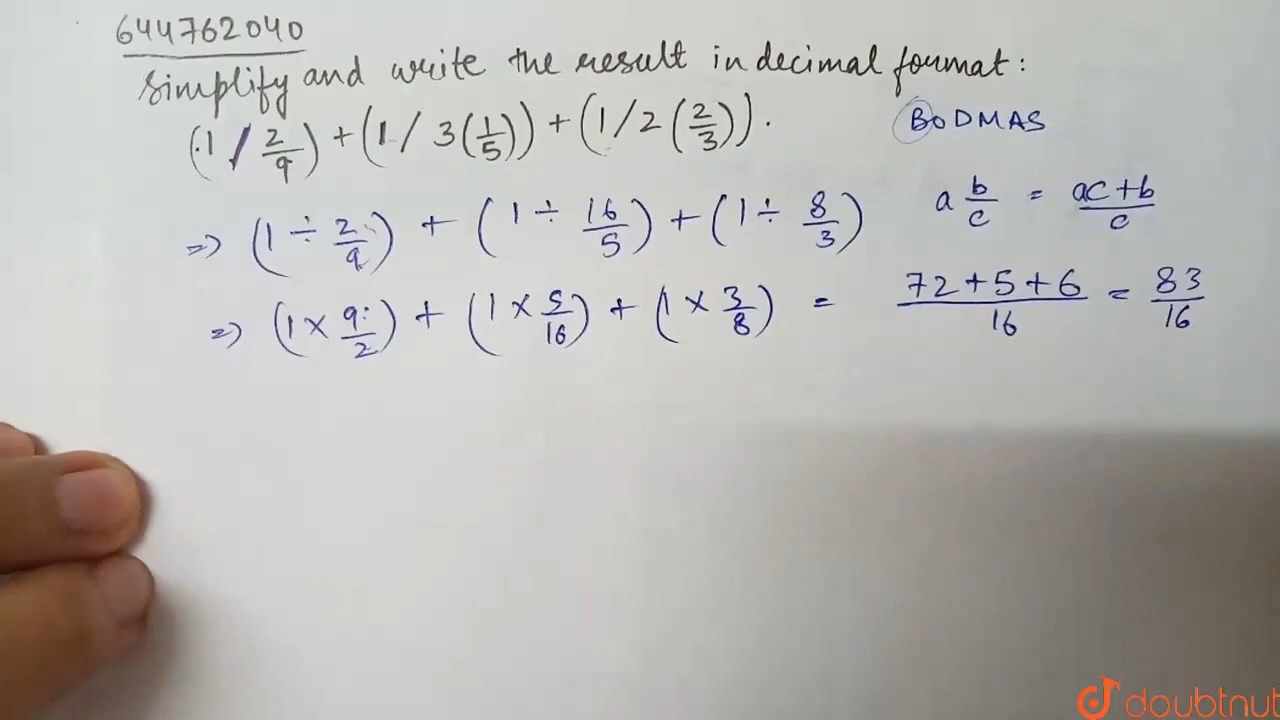 644762040
simplify and write the result in decimal format:
(1 / 2/9) + (1 / 3(1/5)) + (1/2(2/3)).
BODMAS
a b/c = ac+b/c
=> (1 ÷ 2/9) + (1 ÷ 16/5) + (1 ÷ 8/3)
=> (1 × 9/2) + (1 × 5/16) + (1 × 3/8) = 72+5+6/16 = 83/16
doubtnut